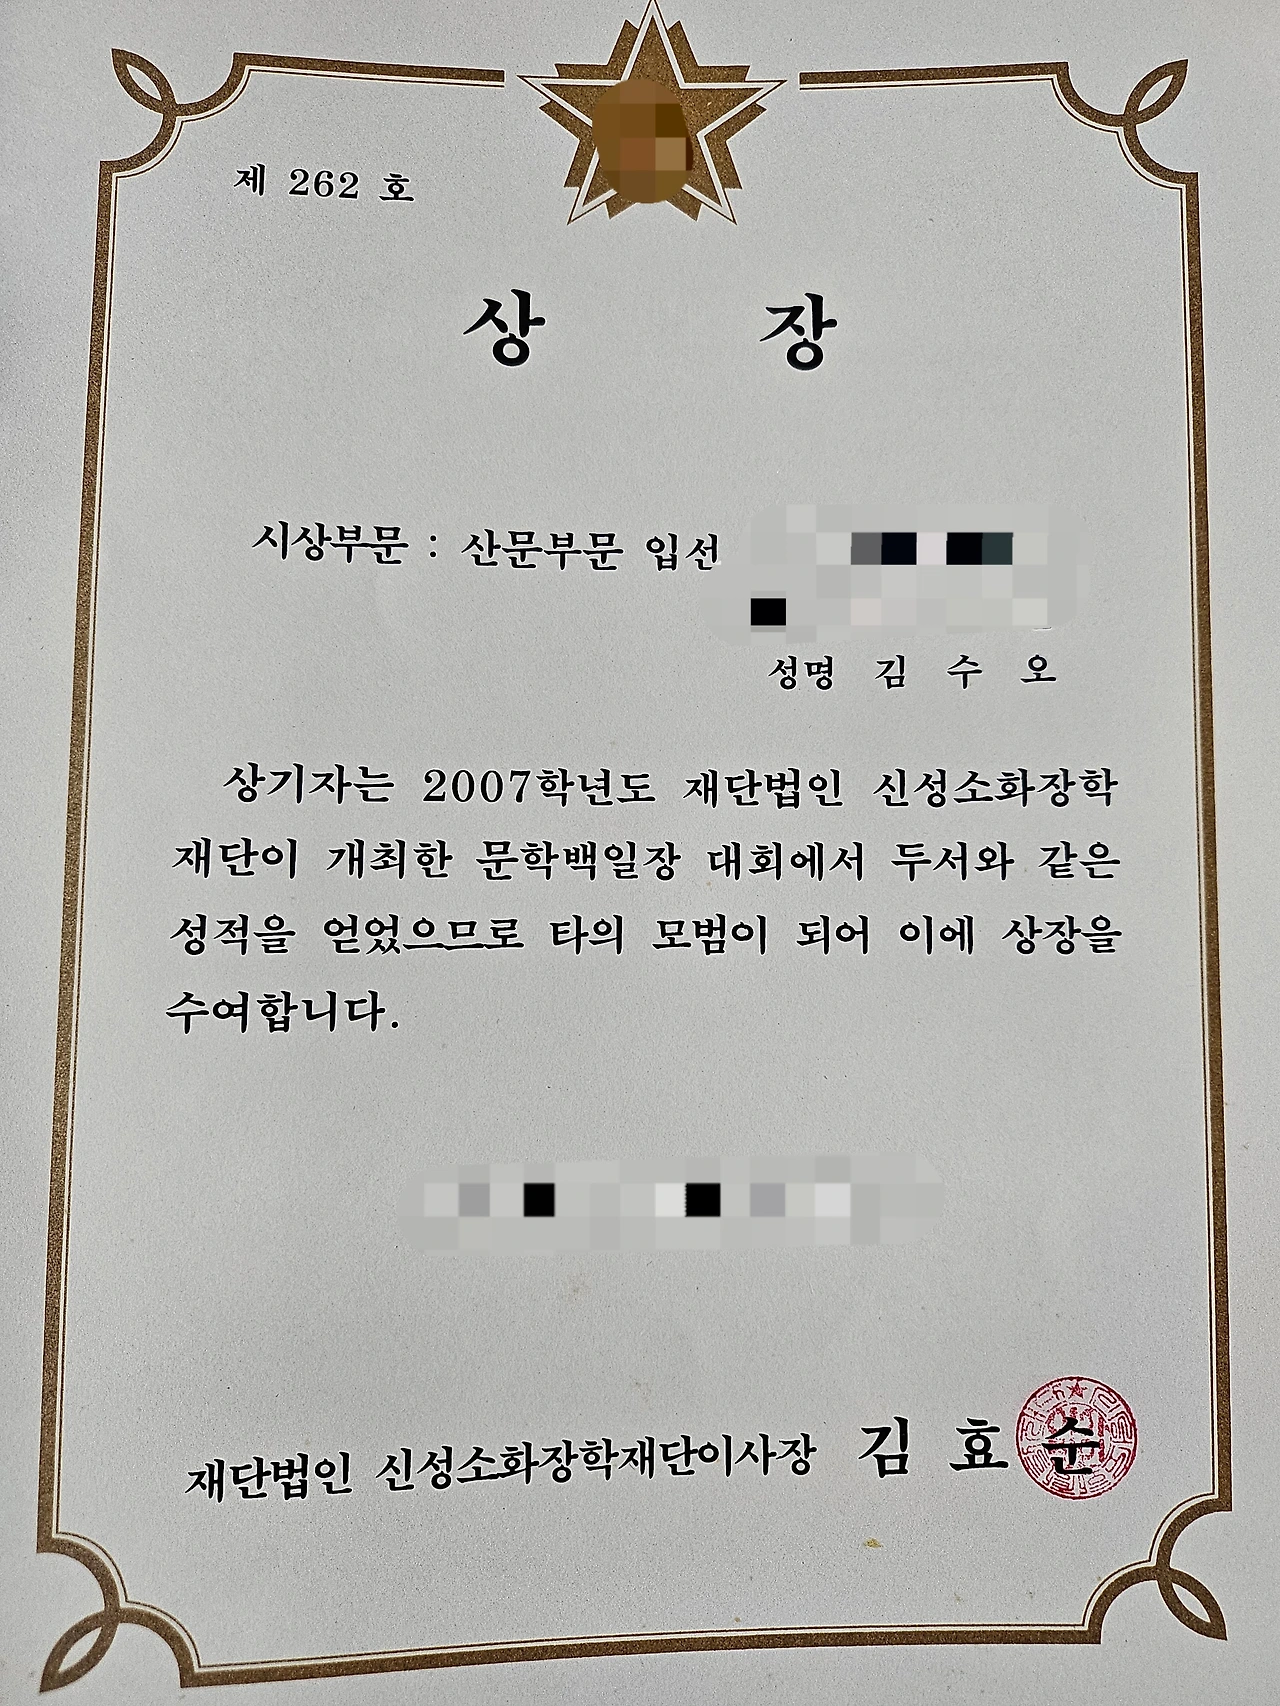 제 262 호
상 장
시상부문 : 산문부문 입선
성명 김 수 오
상기자는 2007학년도 재단법인 신성소화장학
재단이 개최한 문학백일장 대회에서 두서와 같은
성적을 얻었으므로 타의 모범이 되어 이에 상장을
수여합니다.
재단법인 신성소화장학재단이사장 김 효 순